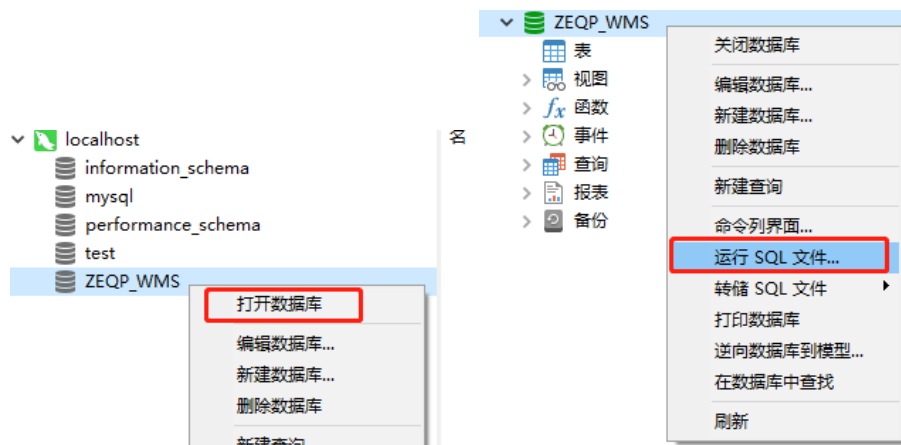 localhost
information_schema
mysql
performance_schema
test
ZEQP_WMS
打开数据库
编辑数据库...
新建数据库...
删除数据库
新建查询
名
ZEQP_WMS
表
视图
fx 函数
事件
查询
报表
备份
关闭数据库
编辑数据库...
新建数据库...
删除数据库
新建查询
命令列界面...
运行 SQL 文件...
转储 SQL 文件
打印数据库
逆向数据库到模型...
在数据库中查找
刷新